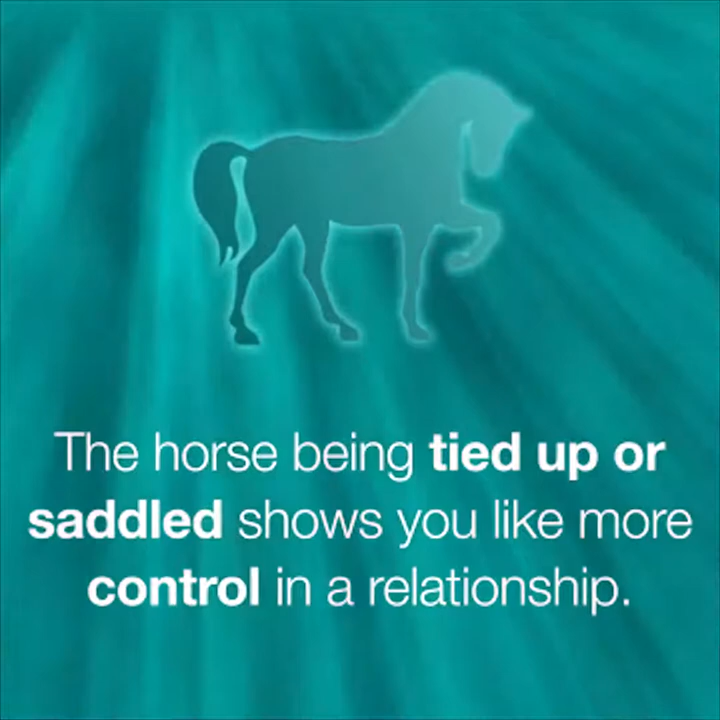 The horse being tied up or
saddled shows you like more
control in a relationship.